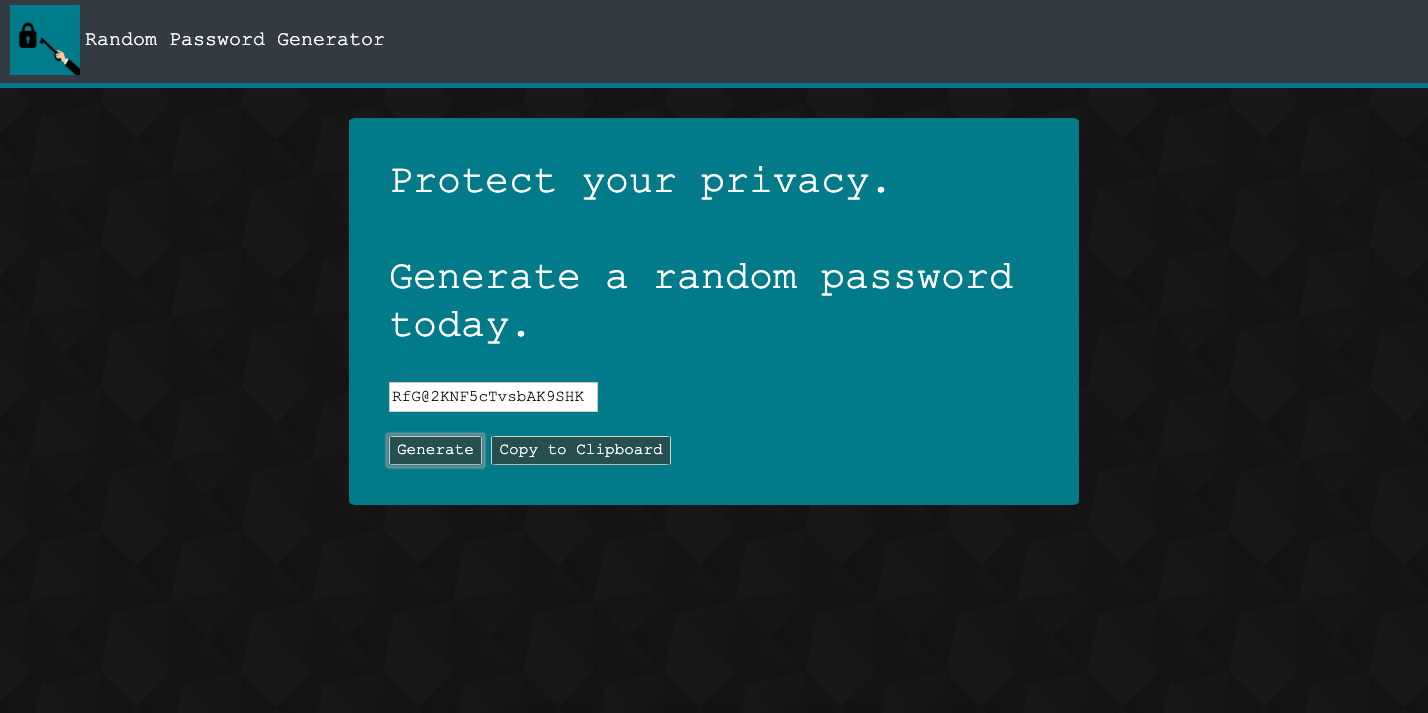 Random Password Generator
Protect your privacy.
Generate a random password
today.
RfG@2KNF5cTvsbAK9SHK
Generate
Copy to Clipboard